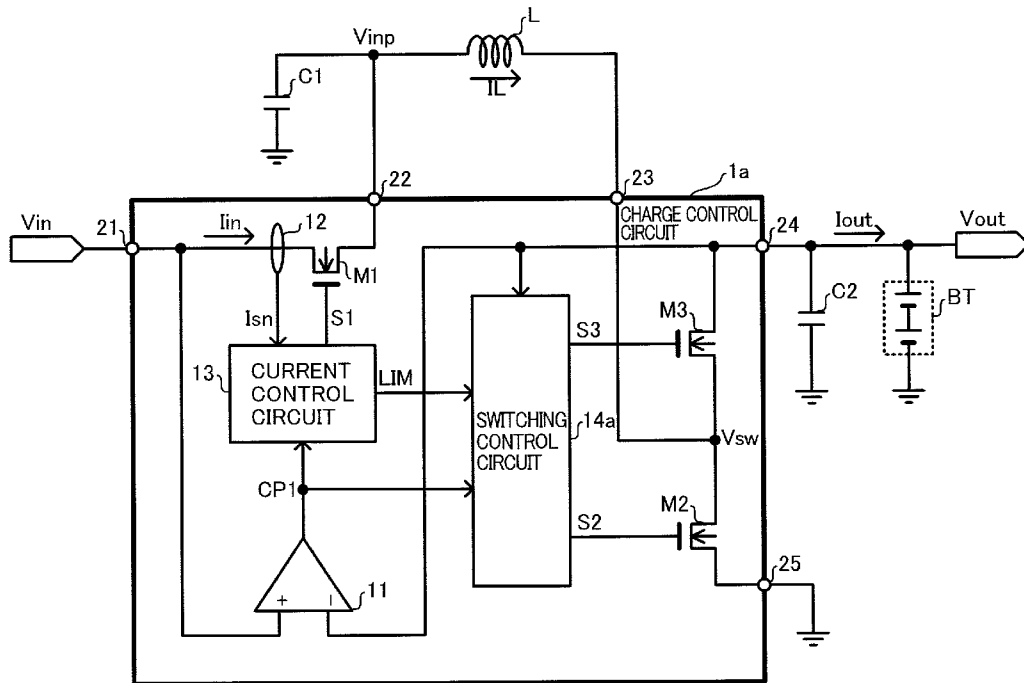 L
Vinp
C1
IL
22
23
1a
Vin
21
Iin
12
CHARGE CONTROL
CIRCUIT
24
Iout
Vout
M1
Isn
S1
C2
BT
M3
S3
13
CURRENT
CONTROL
CIRCUIT
LIM
SWITCHING
CONTROL
CIRCUIT
14a
Vsw
CP1
M2
S2
25
11
+
-